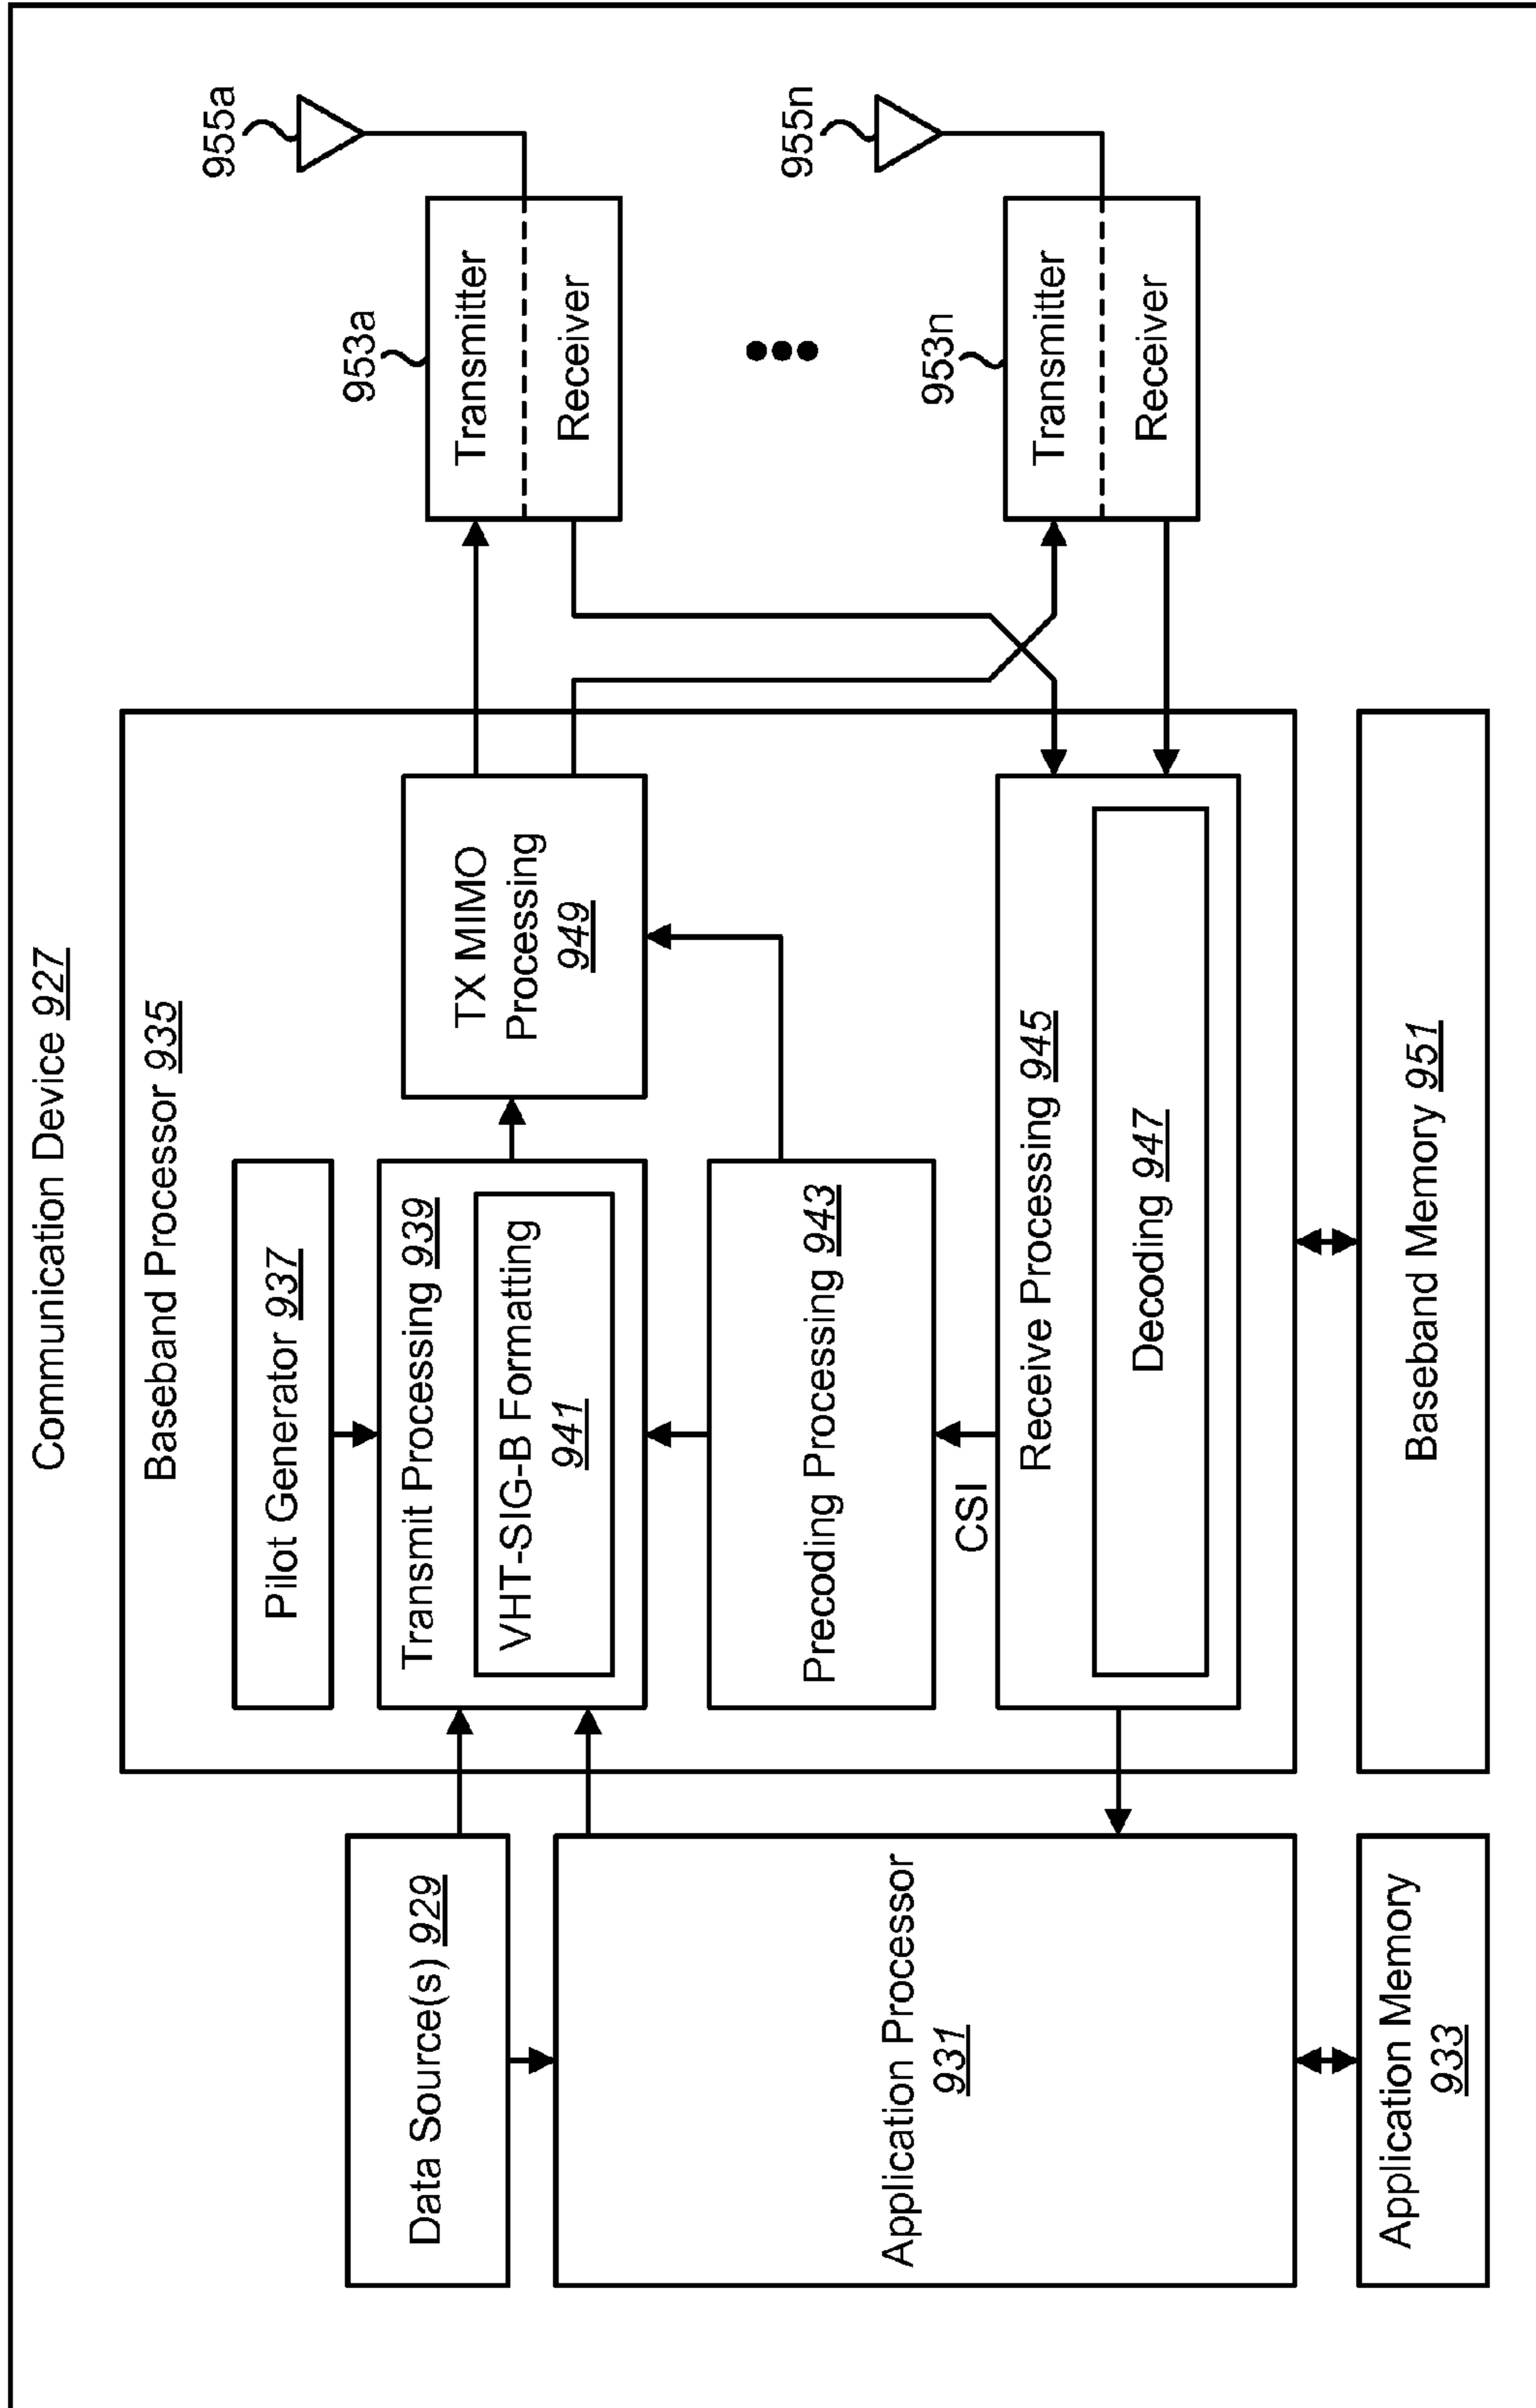 Communication Device 927
Baseband Processor 935
Data Source(s) 929
Application Processor
931
Application Memory
933
Pilot Generator 937
Transmit Processing 939
VHT-SIG-B Formatting
941
Precoding Processing 943
CSI
Receive Processing 945
Decoding 947
TX MIMO
Processing
949
Baseband Memory 951
953a
Transmitter
Receiver
955a
953n
Transmitter
Receiver
955n